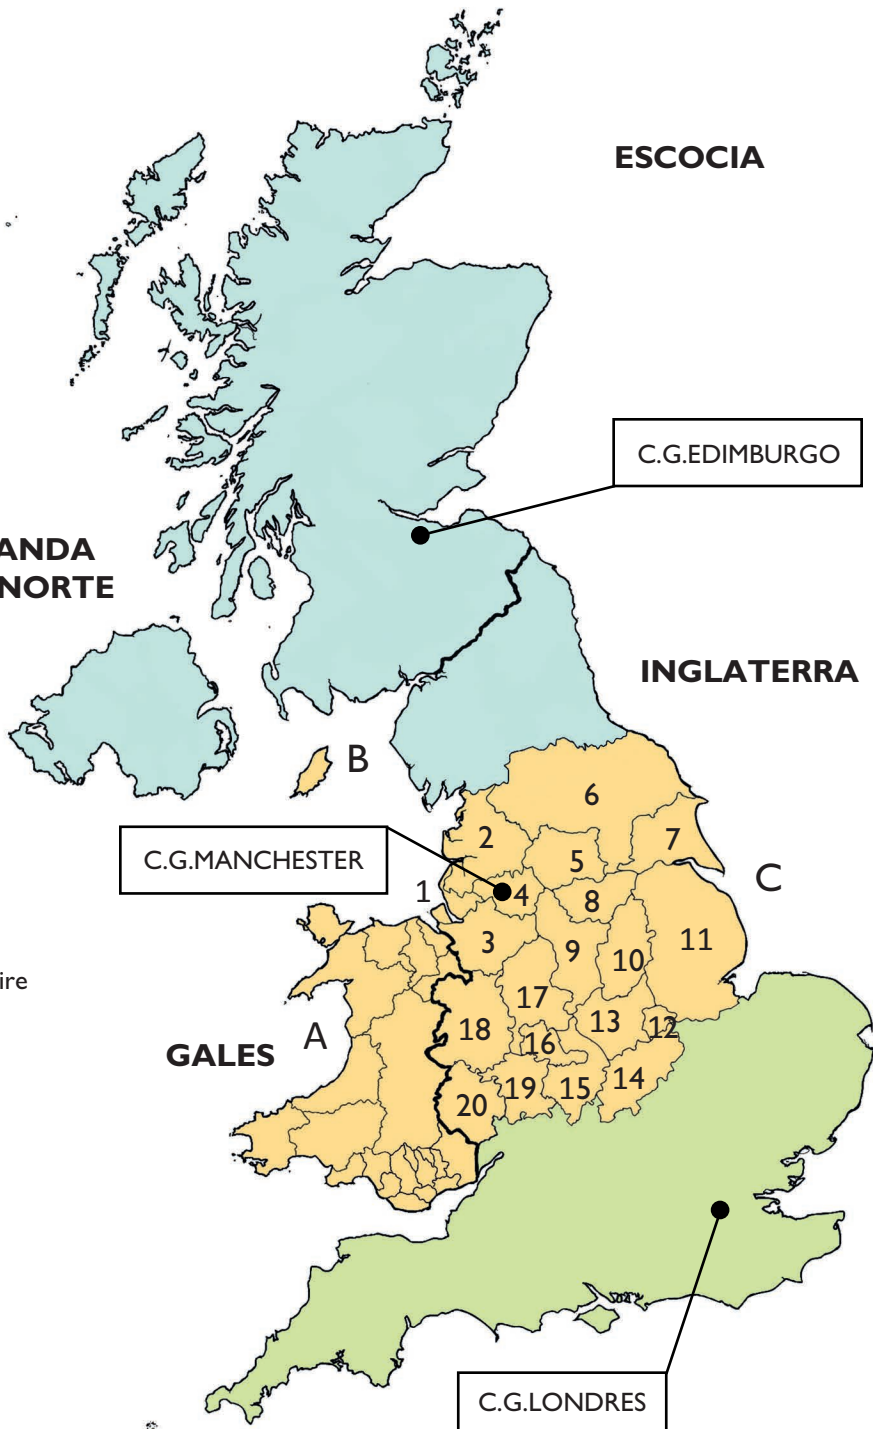 ESCOCIA
C.G.EDIMBURGO
ANDA
NORTE
INGLATERRA
B
6
2
7
5
C.G.MANCHESTER
C
1
4
8
3
9
10
11
ire
17
18
13
12
A
16
GALES
19
15
14
20
C.G.LONDRES